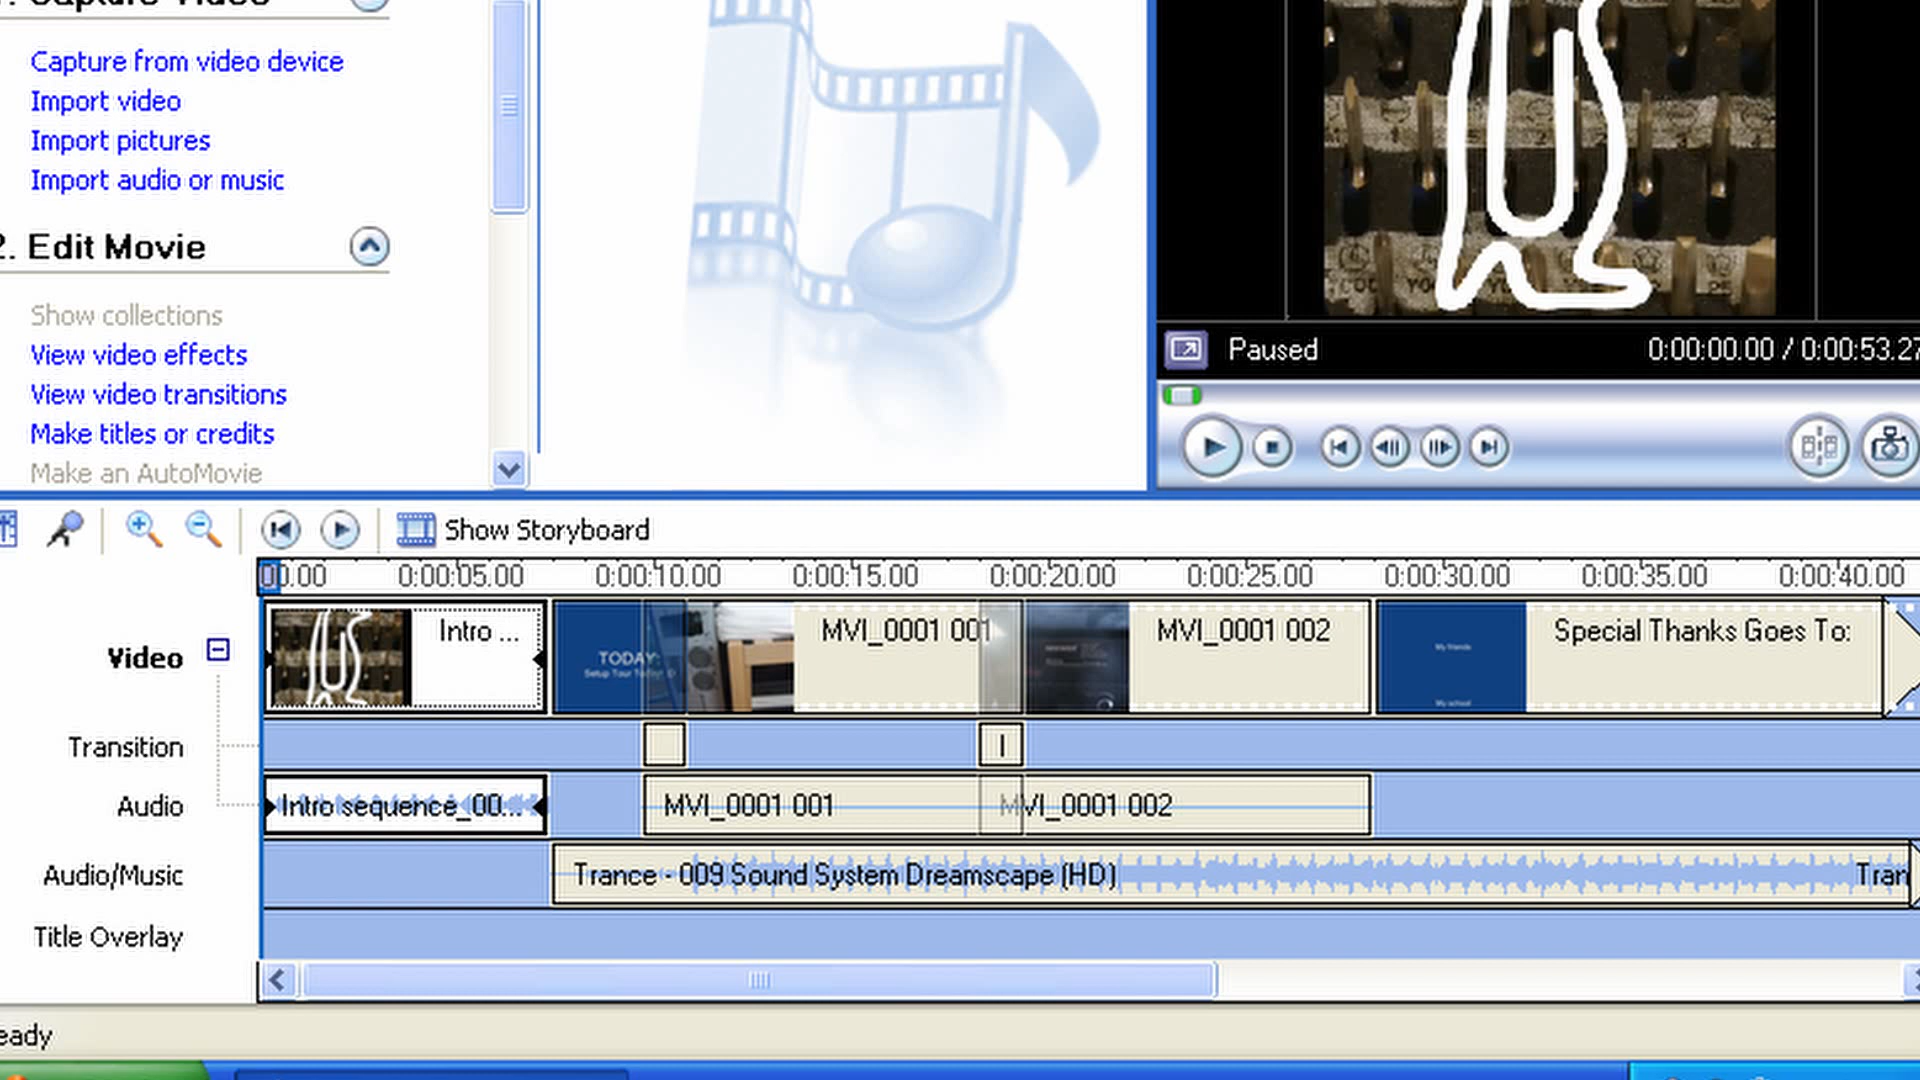 1. Capture Video
Capture from video device
Import video
Import pictures
Import audio or music
2. Edit Movie
Show collections
View video effects
View video transitions
Make titles or credits
Make an AutoMovie
Paused
0:00:00.00 / 0:00:53.27
Show Storyboard
0.00 0:00:05.00 0:00:10.00 0:00:15.00 0:00:20.00 0:00:25.00 0:00:30.00 0:00:35.00 0:00:40.00
Video
Intro ...
TODAY:
Setup Tour
MVI_0001 001
MVI_0001 002
My friends
My school
Special Thanks Goes To:
Transition
Audio
Intro sequence_00...
MVI_0001 001
MVI_0001 002
Audio/Music
Trance - 009 Sound System Dreamscape (HD)
Tran
Title Overlay
eady